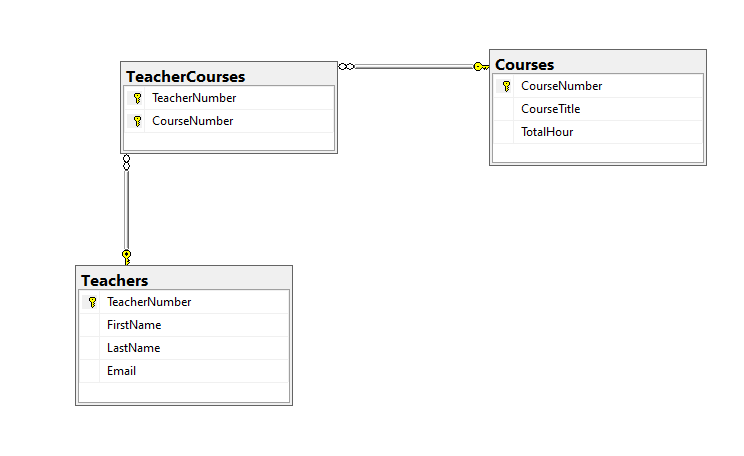 TeacherCourses
TeacherNumber
CourseNumber
Courses
CourseNumber
CourseTitle
TotalHour
Teachers
TeacherNumber
FirstName
LastName
Email